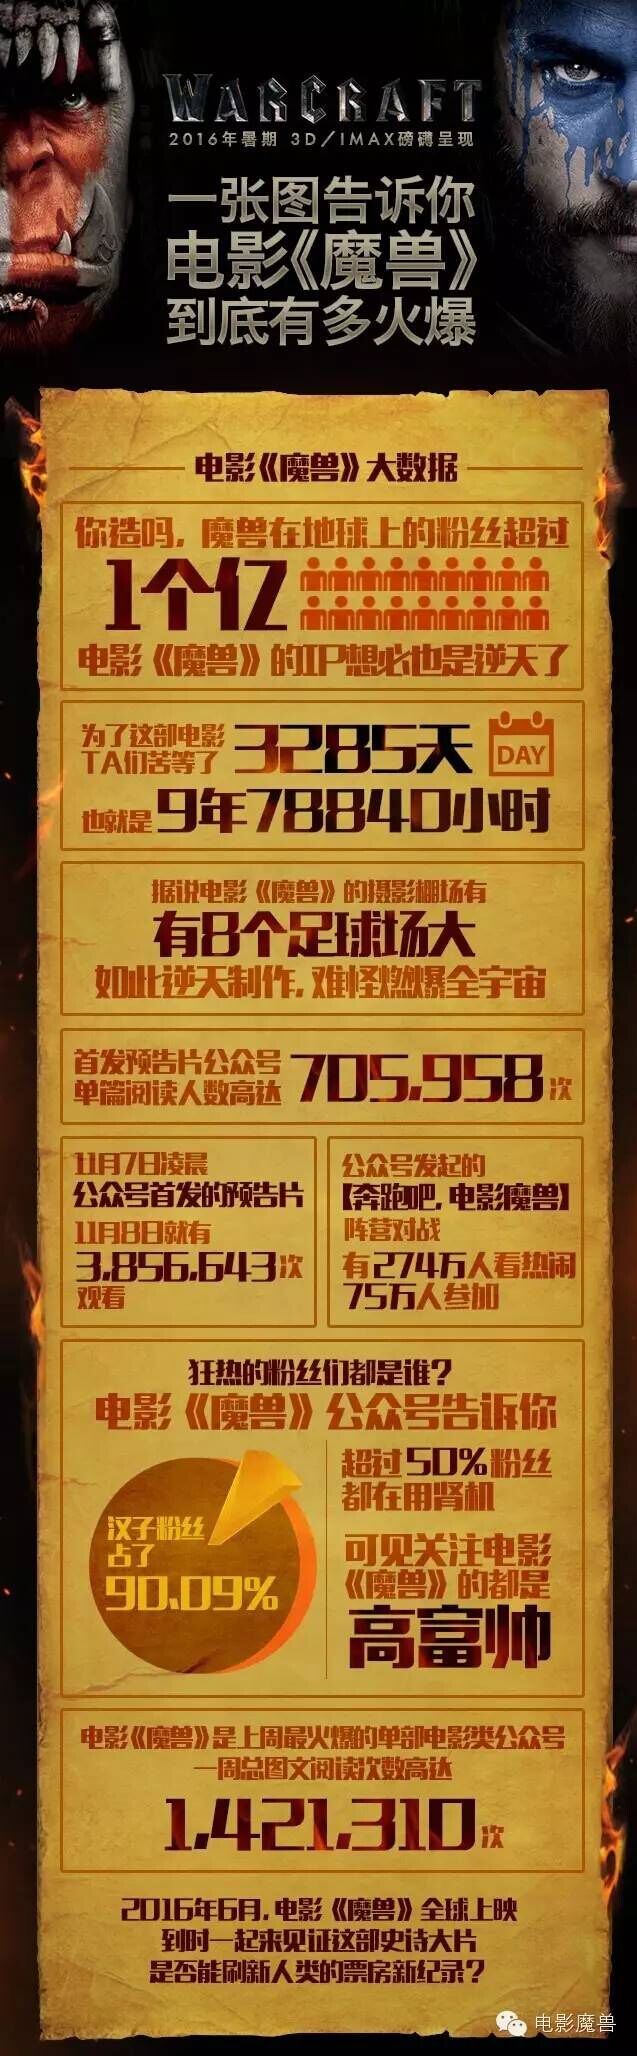 WARCRAFT
2016年暑期 3D/IMAX磅礴呈现
一张图告诉你
电影《魔兽》
到底有多火爆
电影《魔兽》大数据
你造吗，魔兽在地球上的粉丝超过
1个亿
电影《魔兽》的IP想必也是逆天了
为了这部电影
TA们苦等了 3285天
DAY
也就是 9年78840小时
据说电影《魔兽》的摄影棚场有
有8个足球场大
如此逆天制作，难怪燃爆全宇宙
首发预告片公众号
单篇阅读人数高达 705,958 次
11月7日凌晨
公众号首发的预告片
11月8日就有
3,856,643次
观看
公众号发起的
【奔跑吧，电影魔兽】
阵营对战
有274万人看热闹
75万人参加
狂热的粉丝们都是谁？
电影《魔兽》公众号告诉你
汉子粉丝
占了
90.09%
超过50%粉丝
都在用肾机
可见关注电影
《魔兽》的都是
高富帅
电影《魔兽》是上周最火爆的单部电影类公众号
一周总图文阅读次数高达
1,421,310次
2016年6月，电影《魔兽》全球上映
到时一起来见证这部史诗大片
是否能刷新人类的票房新纪录？
电影魔兽